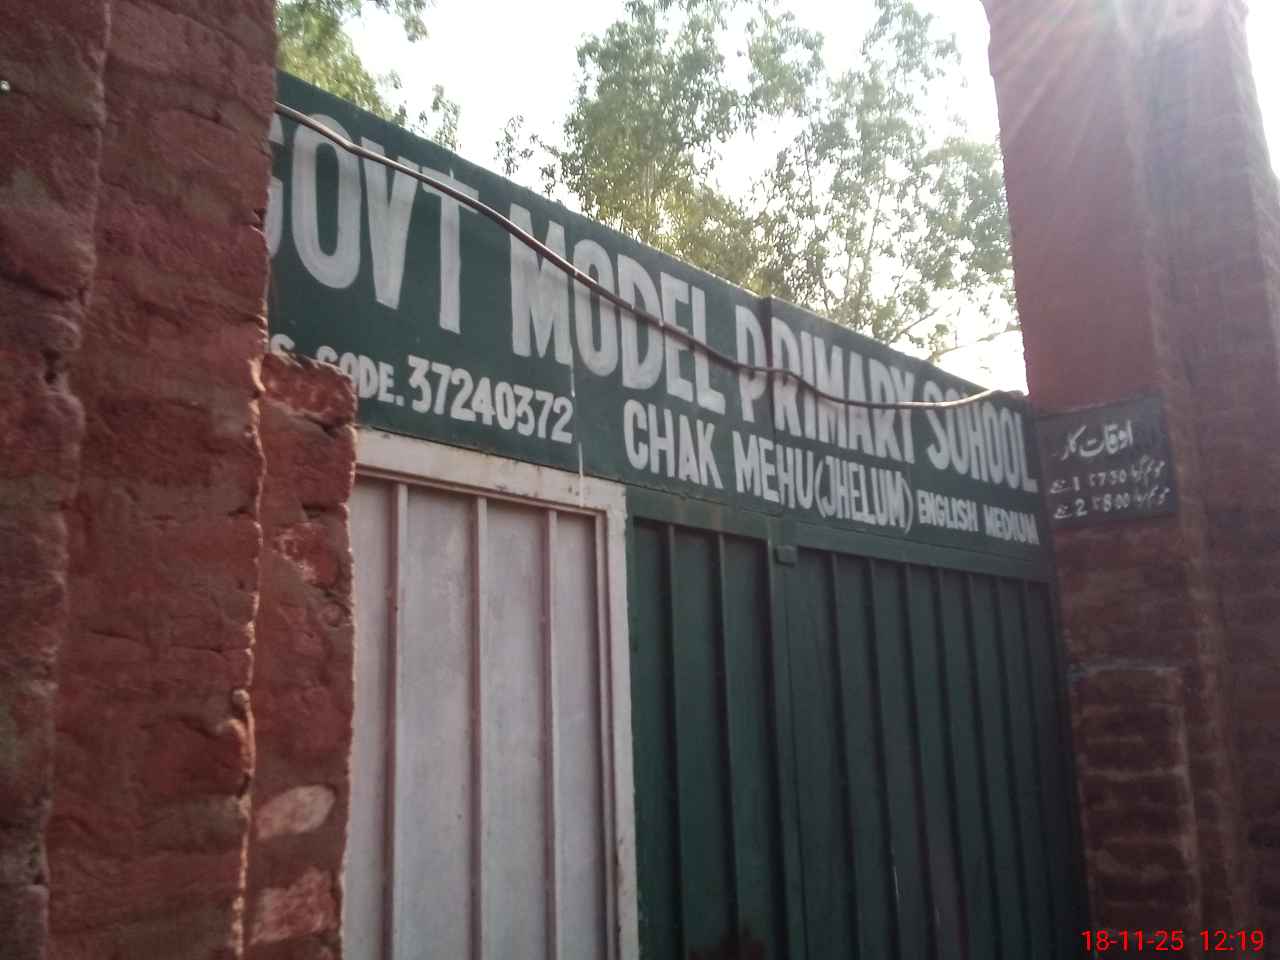 GOVT MODEL PRIMARY SCHOOL
S. CODE. 37240372
CHAK MEHU (JHELUM) ENGLISH MEDIUM
اوقات کار
18-11-25 12:19